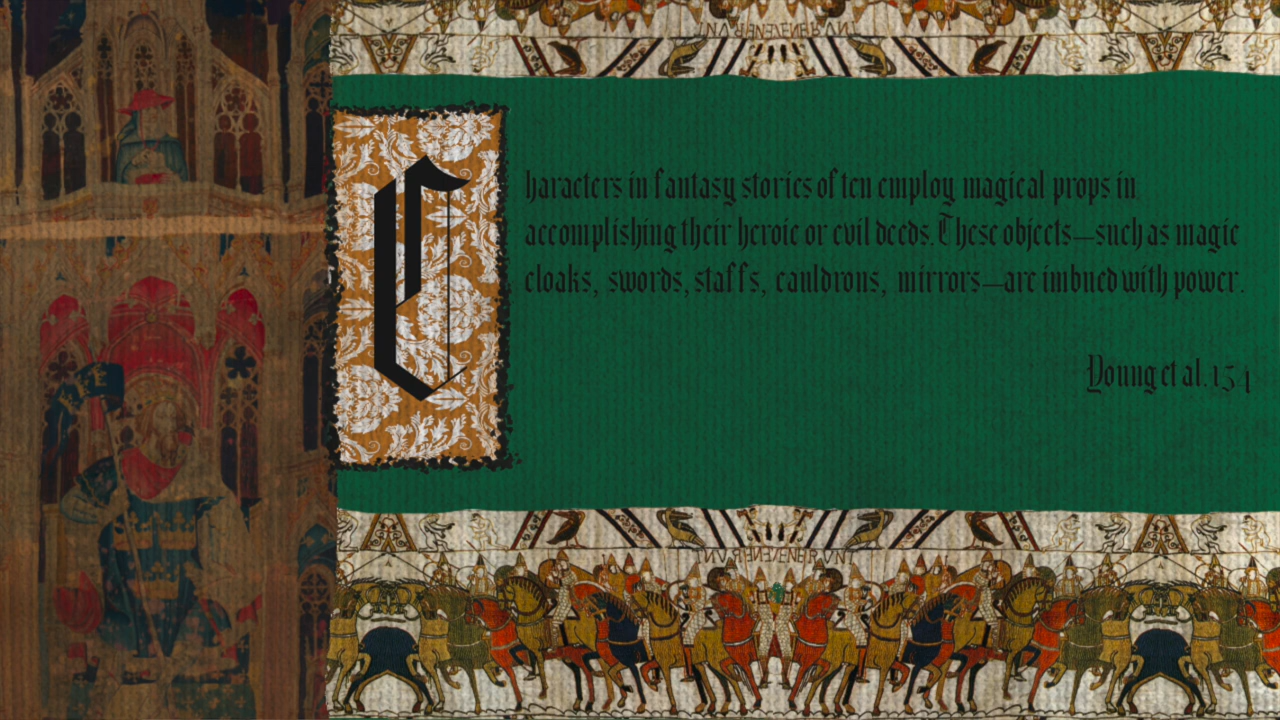 Characters in fantasy stories often employ magical props in
accomplishing their heroic or evil deeds. These objects—such as magic
cloaks, swords, staffs, cauldrons, mirrors—are imbued with power.
Young et al. 154